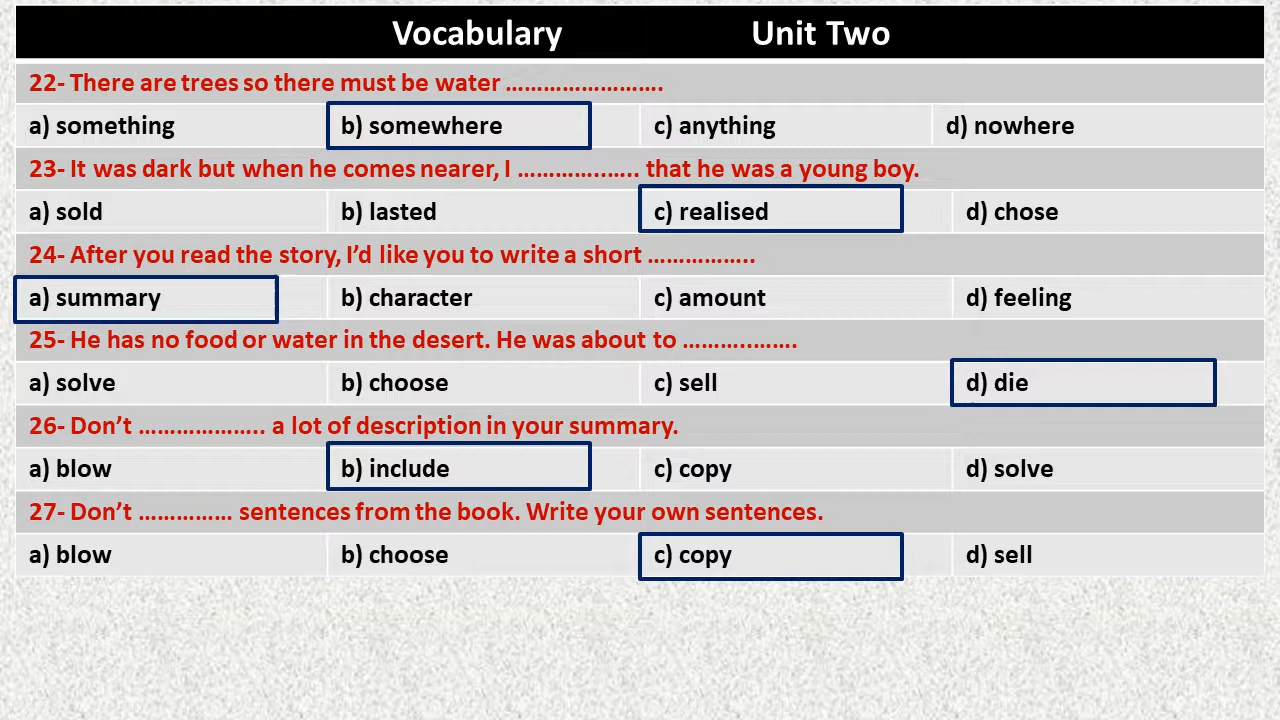 Vocabulary Unit Two
22- There are trees so there must be water …………………….
a) something b) somewhere c) anything d) nowhere
23- It was dark but when he comes nearer, I …………..….. that he was a young boy.
a) sold b) lasted c) realised d) chose
24- After you read the story, I’d like you to write a short ……………..
a) summary b) character c) amount d) feeling
25- He has no food or water in the desert. He was about to ………..…….
a) solve b) choose c) sell d) die
26- Don’t ……………….. a lot of description in your summary.
a) blow b) include c) copy d) solve
27- Don’t …………… sentences from the book. Write your own sentences.
a) blow b) choose c) copy d) sell